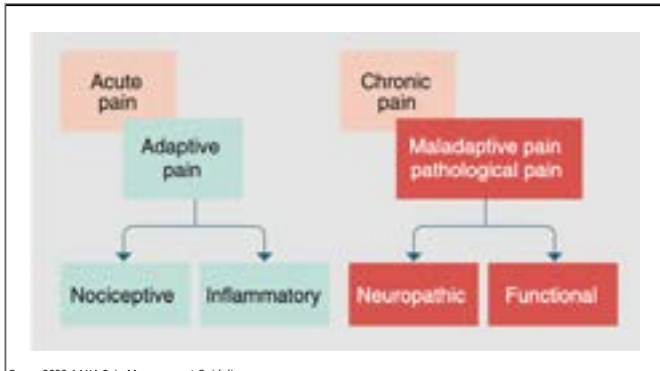 Acute
pain
Chronic
pain
Adaptive
pain
Maladaptive pain
pathological pain
Nociceptive
Inflammatory
Neuropathic
Functional